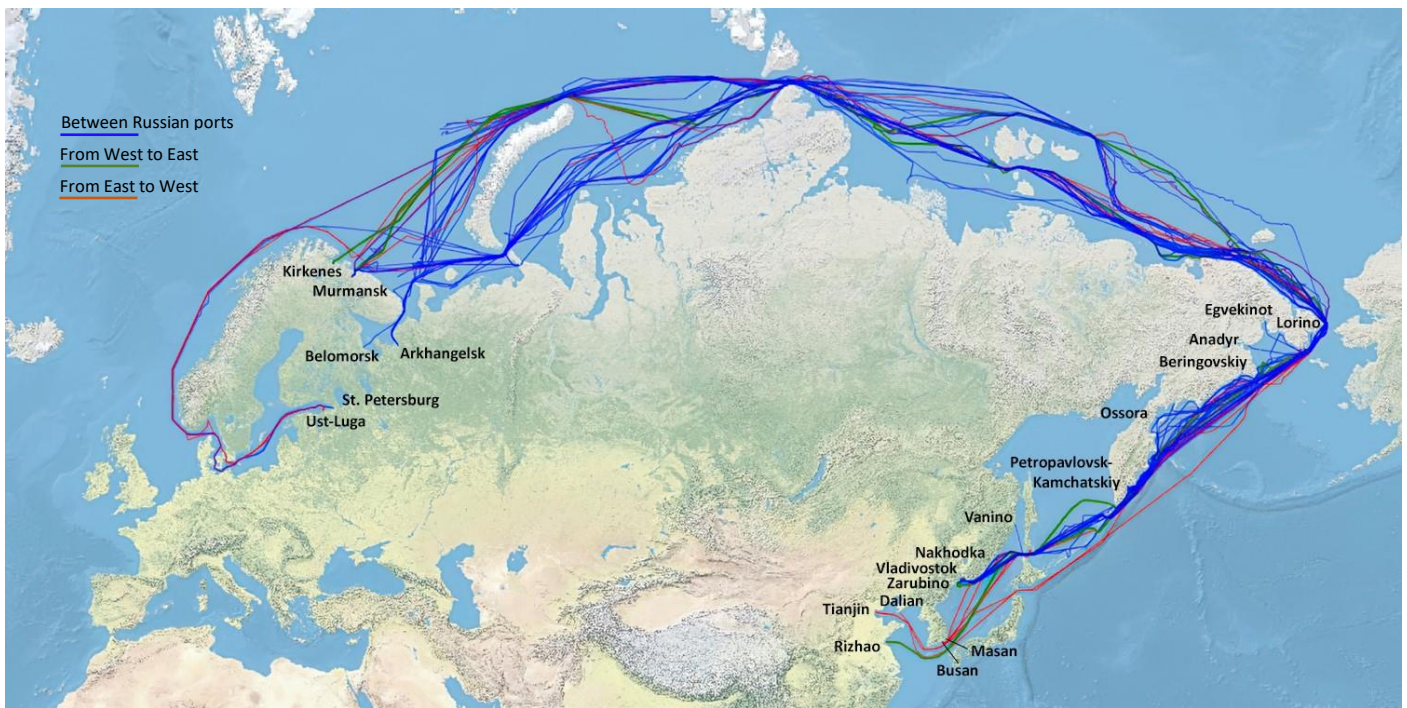 Between Russian ports
From West to East
From East to West
Kirkenes
Murmansk
Belomorsk
Arkhangelsk
St. Petersburg
Ust-Luga
Egvekinot
Lorino
Anadyr
Beringovskiy
Ossora
Petropavlovsk-
Kamchatskiy
Vanino
Nakhodka
Vladivostok
Zarubino
Dalian
Tianjin
Rizhao
Masan
Busan